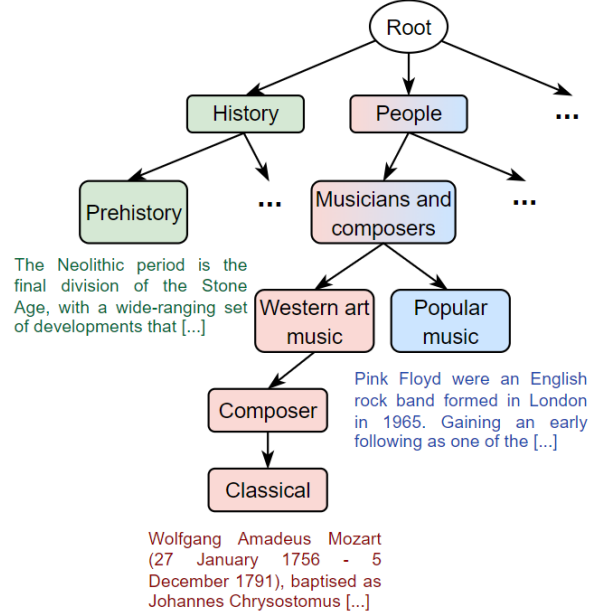 Root
History
People
...
Prehistory
...
Musicians and
composers
...
The Neolithic period is the
final division of the Stone
Age, with a wide-ranging set
of developments that [...]
Western art
music
Popular
music
Pink Floyd were an English
rock band formed in London
in 1965. Gaining an early
following as one of the [...]
Composer
Classical
Wolfgang Amadeus Mozart
(27 January 1756 - 5
December 1791), baptised as
Johannes Chrysostomus [...]